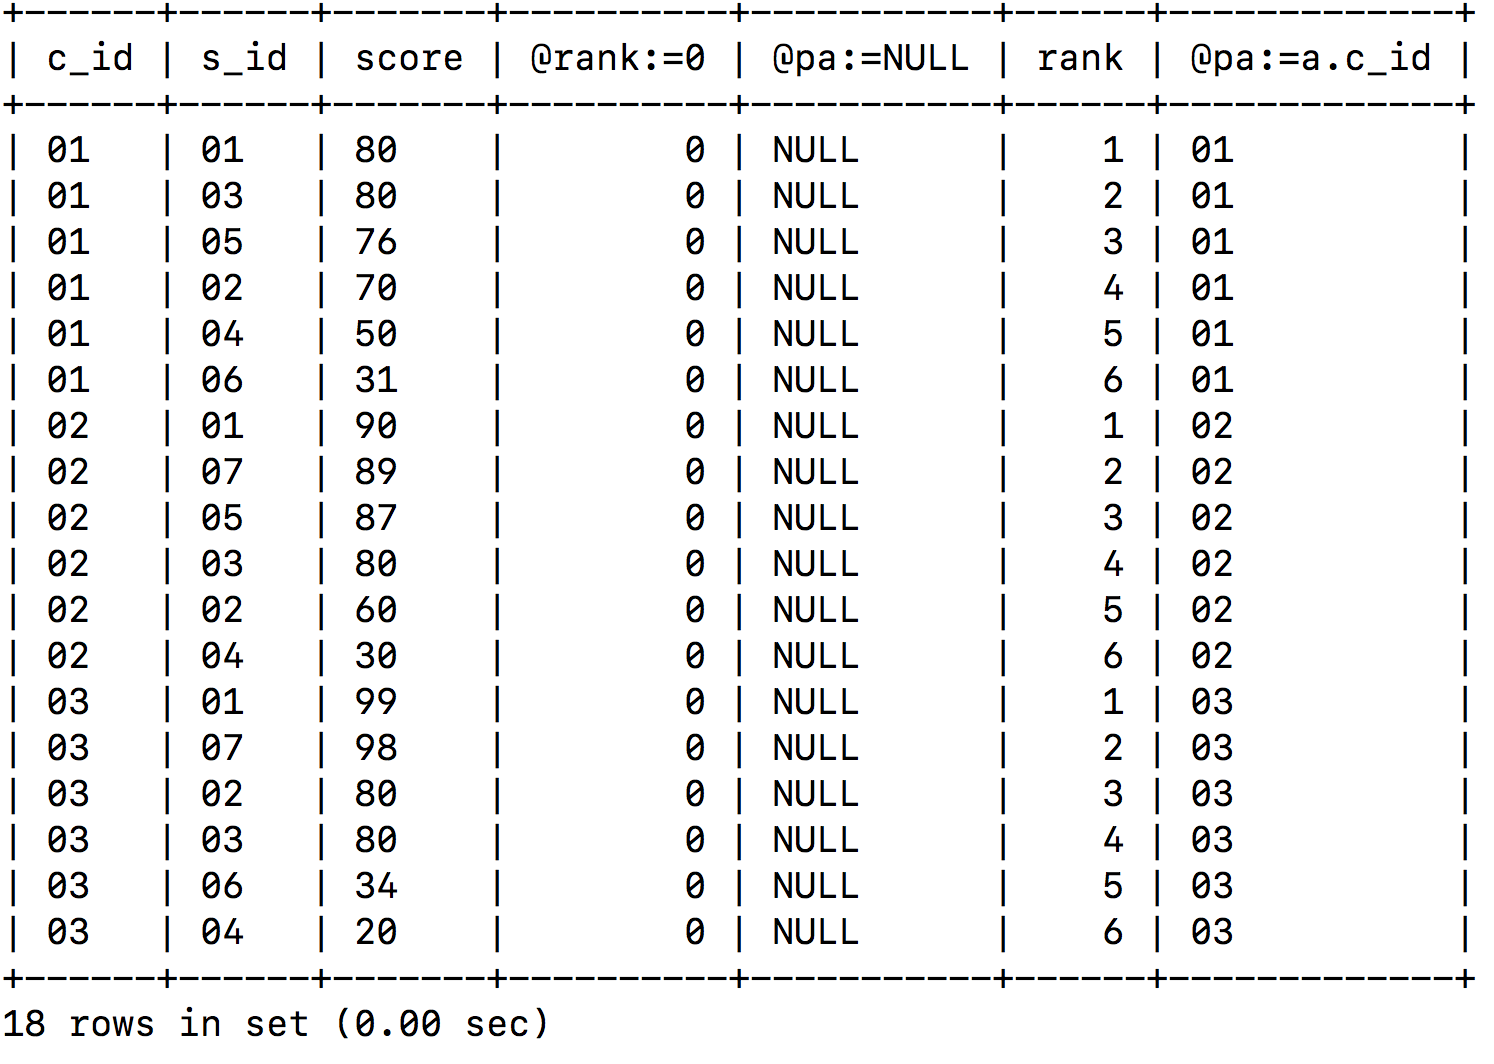 +------+------+-------+---------+----------+------+------------+
| c_id | s_id | score | @rank:=0 | @pa:=NULL | rank | @pa:=a.c_id |
+------+------+-------+---------+----------+------+------------+
| 01 | 01 | 80 | 0 | NULL | 1 | 01 |
| 01 | 03 | 80 | 0 | NULL | 2 | 01 |
| 01 | 05 | 76 | 0 | NULL | 3 | 01 |
| 01 | 02 | 70 | 0 | NULL | 4 | 01 |
| 01 | 04 | 50 | 0 | NULL | 5 | 01 |
| 01 | 06 | 31 | 0 | NULL | 6 | 01 |
| 02 | 01 | 90 | 0 | NULL | 1 | 02 |
| 02 | 07 | 89 | 0 | NULL | 2 | 02 |
| 02 | 05 | 87 | 0 | NULL | 3 | 02 |
| 02 | 03 | 80 | 0 | NULL | 4 | 02 |
| 02 | 02 | 60 | 0 | NULL | 5 | 02 |
| 02 | 04 | 30 | 0 | NULL | 6 | 02 |
| 03 | 01 | 99 | 0 | NULL | 1 | 03 |
| 03 | 07 | 98 | 0 | NULL | 2 | 03 |
| 03 | 02 | 80 | 0 | NULL | 3 | 03 |
| 03 | 03 | 80 | 0 | NULL | 4 | 03 |
| 03 | 06 | 34 | 0 | NULL | 5 | 03 |
| 03 | 04 | 20 | 0 | NULL | 6 | 03 |
+------+------+-------+---------+----------+------+------------+
18 rows in set (0.00 sec)